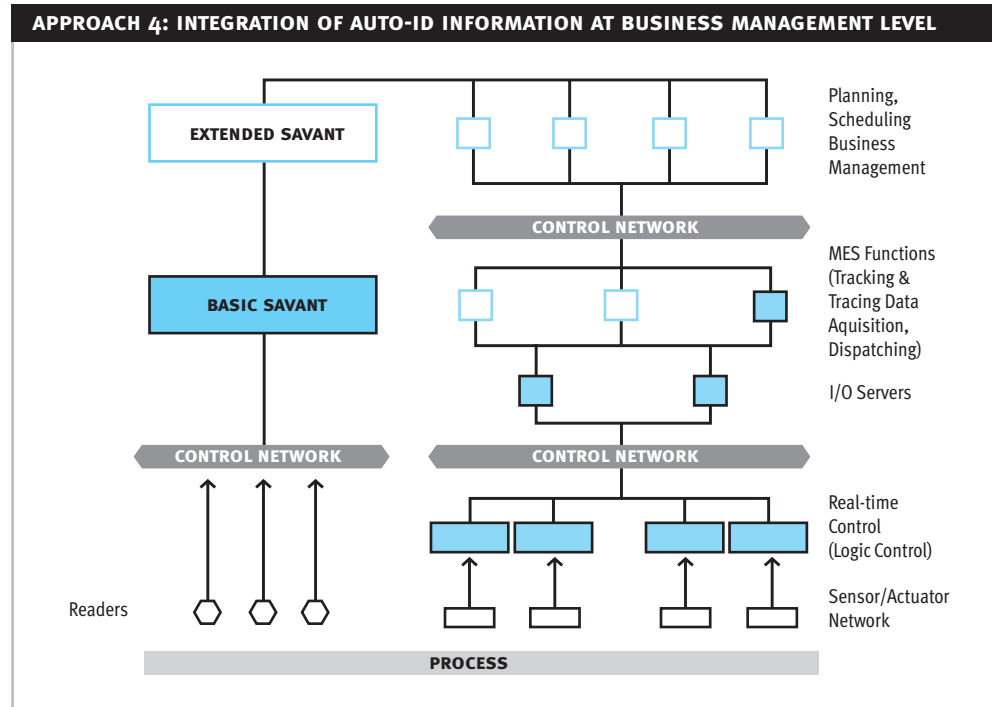 APPROACH 4: INTEGRATION OF AUTO-ID INFORMATION AT BUSINESS MANAGEMENT LEVEL
EXTENDED SAVANT
Planning,
Scheduling
Business
Management
CONTROL NETWORK
BASIC SAVANT
MES Functions
(Tracking &
Tracing Data
Aquisition,
Dispatching)
I/O Servers
CONTROL NETWORK
CONTROL NETWORK
Real-time
Control
(Logic Control)
Readers
Sensor/Actuator
Network
PROCESS